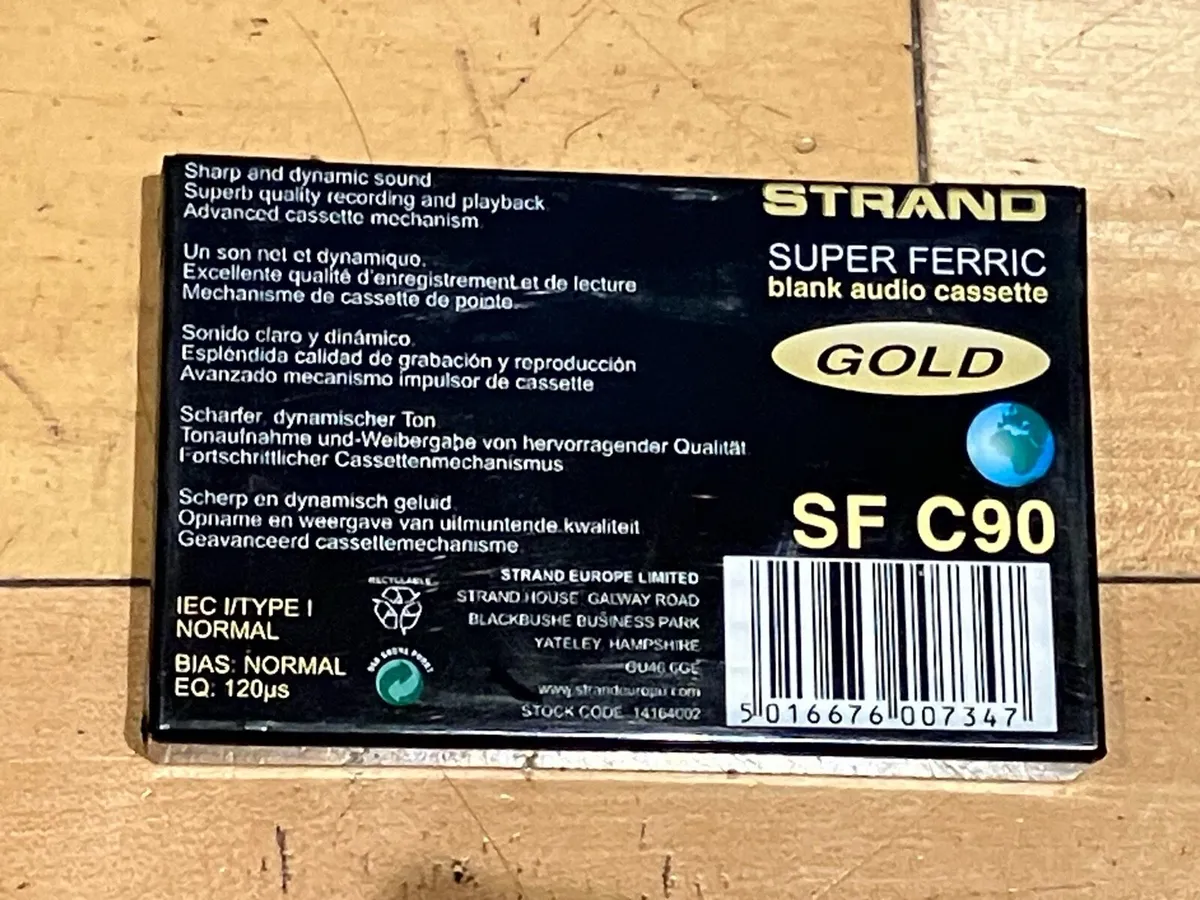 Sharp and dynamic sound
Superb quality recording and playback
Advanced cassette mechanism
Un son net et dynamique.
Excellente qualité d'enregistrement et de lecture
Mechanisme de cassette de pointe
Sonido claro y dinámico
Espléndida calidad de grabación y reproducción
Avanzado mecanismo impulsor de cassette
Scharfer, dynamischer Ton
Tonaufnahme und-Weibergabe von hervorragender Qualität
Fortschrittlicher Cassettenmechanismus
Scherp en dynamisch geluid
Opname en weergave van uitmuntende kwaliteit
Geavanceerd cassettemechanisme
IEC I/TYPE I
NORMAL
BIAS: NORMAL
EQ: 120µs
RECYCLABLE
DER GRÜNE PUNKT
STRAND EUROPE LIMITED
STRAND HOUSE GALWAY ROAD
BLACKBUSHE BUSINESS PARK
YATELEY, HAMPSHIRE
GU46 6GE
www.strandeurope.com
STOCK CODE 14164002
STRAND
SUPER FERRIC
blank audio cassette
GOLD
SF C90
5 016676 007347